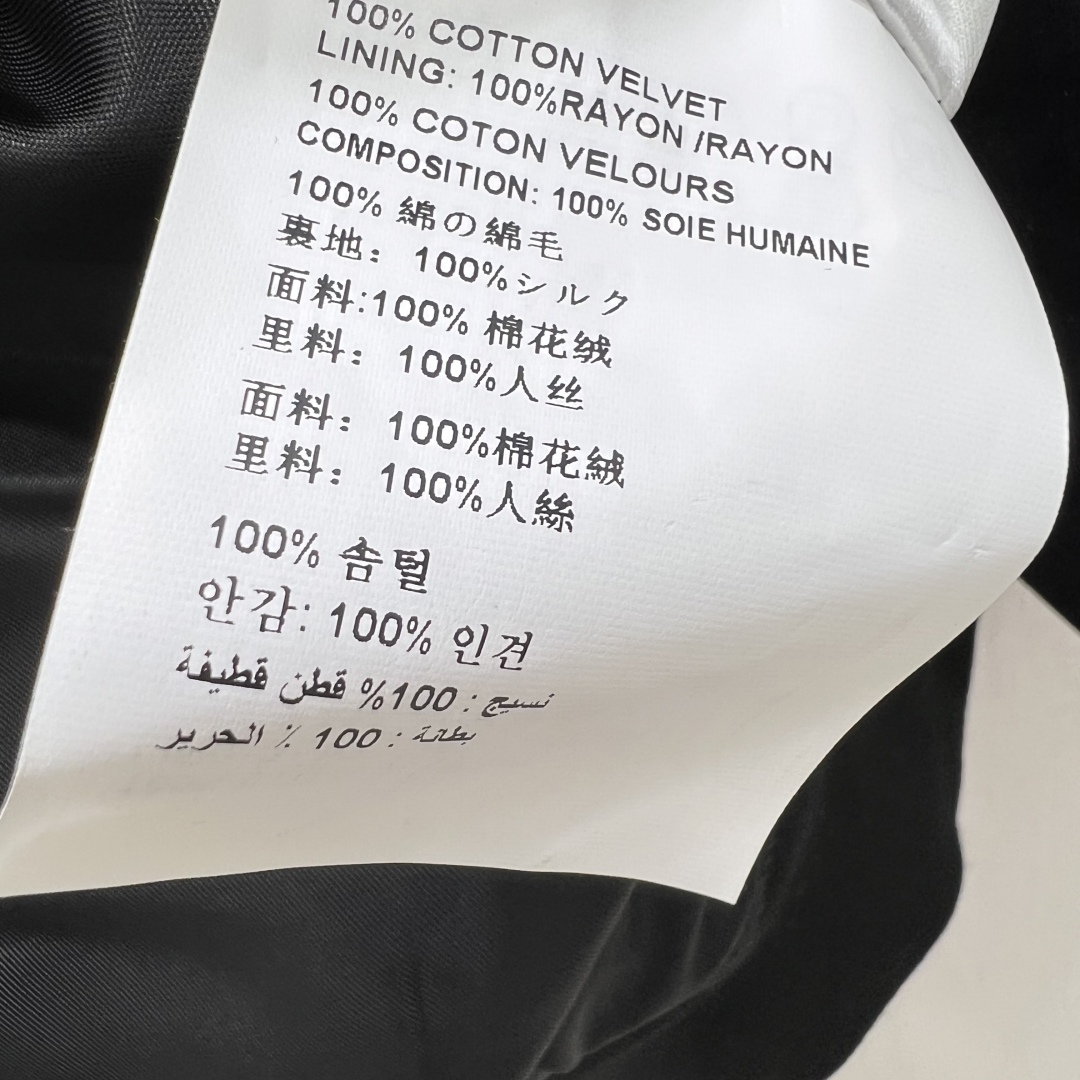 100% COTTON VELVET
LINING: 100%RAYON /RAYON
100% COTON VELOURS
COMPOSITION: 100% SOIE HUMAINE
100% 綿の綿毛
裏地: 100%シルク
面料:100% 棉花绒
里料: 100%人丝
面料: 100%棉花絨
里料: 100%人絲
100% 솜털
안감: 100% 인견
نسيج : 100% قطن قطيفة
بطانة : 100 ٪ الحرير